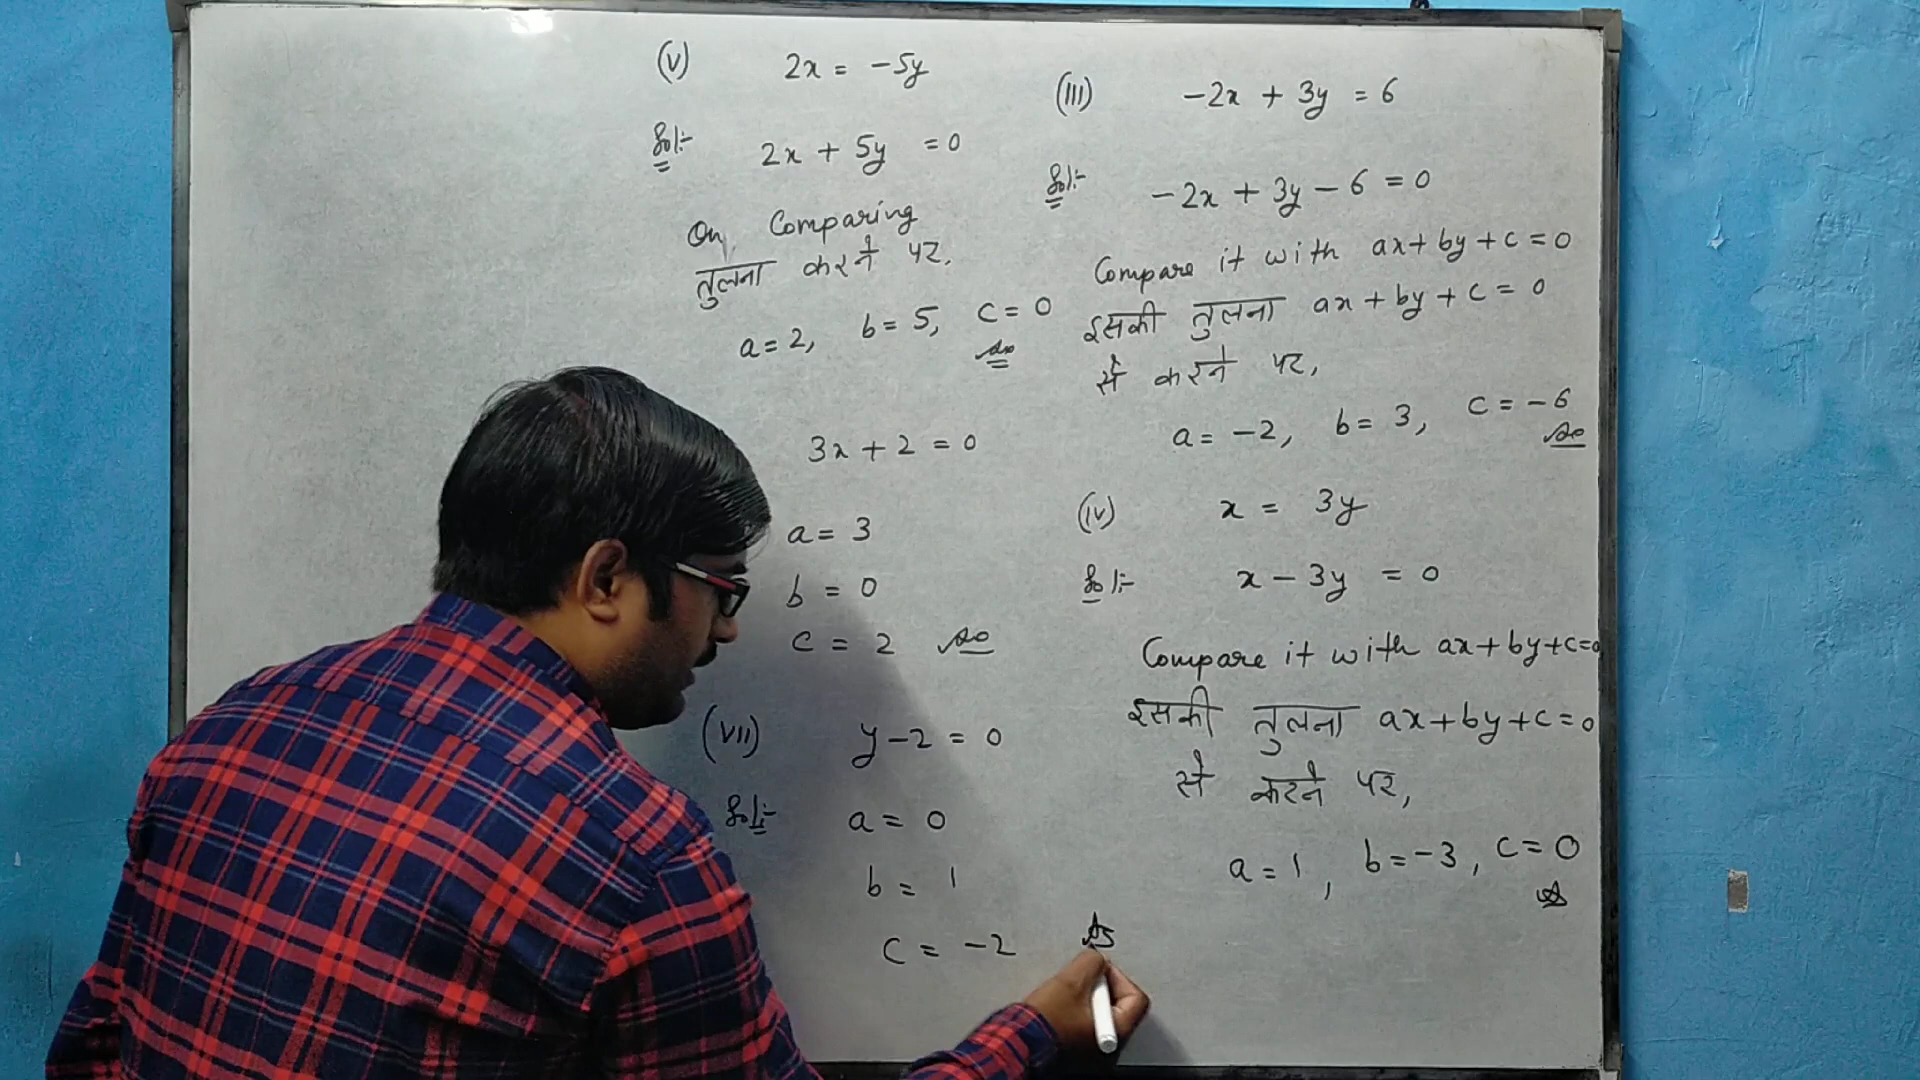 (v) 2x = -5y
Sol:- 2x + 5y = 0
On Comparing
तुलना करने पर,
a = 2, b = 5, c = 0
Ans
3x + 2 = 0
a = 3
b = 0
c = 2 Ans
(VII) y - 2 = 0
Sol:- a = 0
b = 1
c = -2
(III) -2x + 3y = 6
Sol:- -2x + 3y - 6 = 0
Compare it with ax + by + c = 0
इसकी तुलना ax + by + c = 0
से करने पर,
a = -2, b = 3, c = -6
Ans
(iv) x = 3y
Sol:- x - 3y = 0
Compare it with ax + by + c = 0
इसकी तुलना ax + by + c = 0
से करने पर,
a = 1, b = -3, c = 0